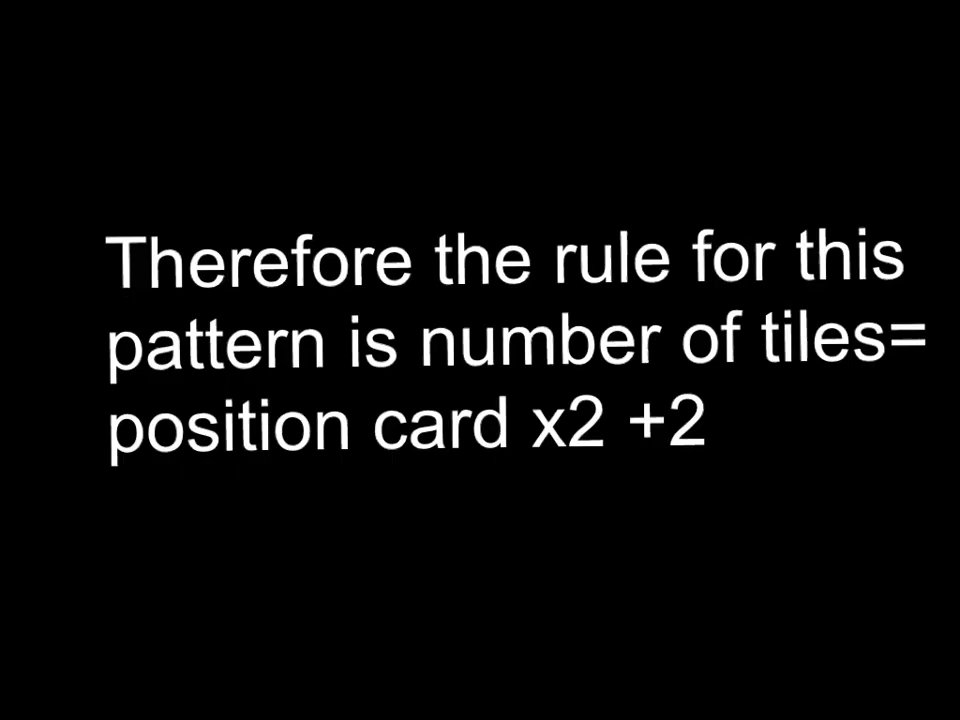 Therefore the rule for this
pattern is number of tiles=
position card x2 +2